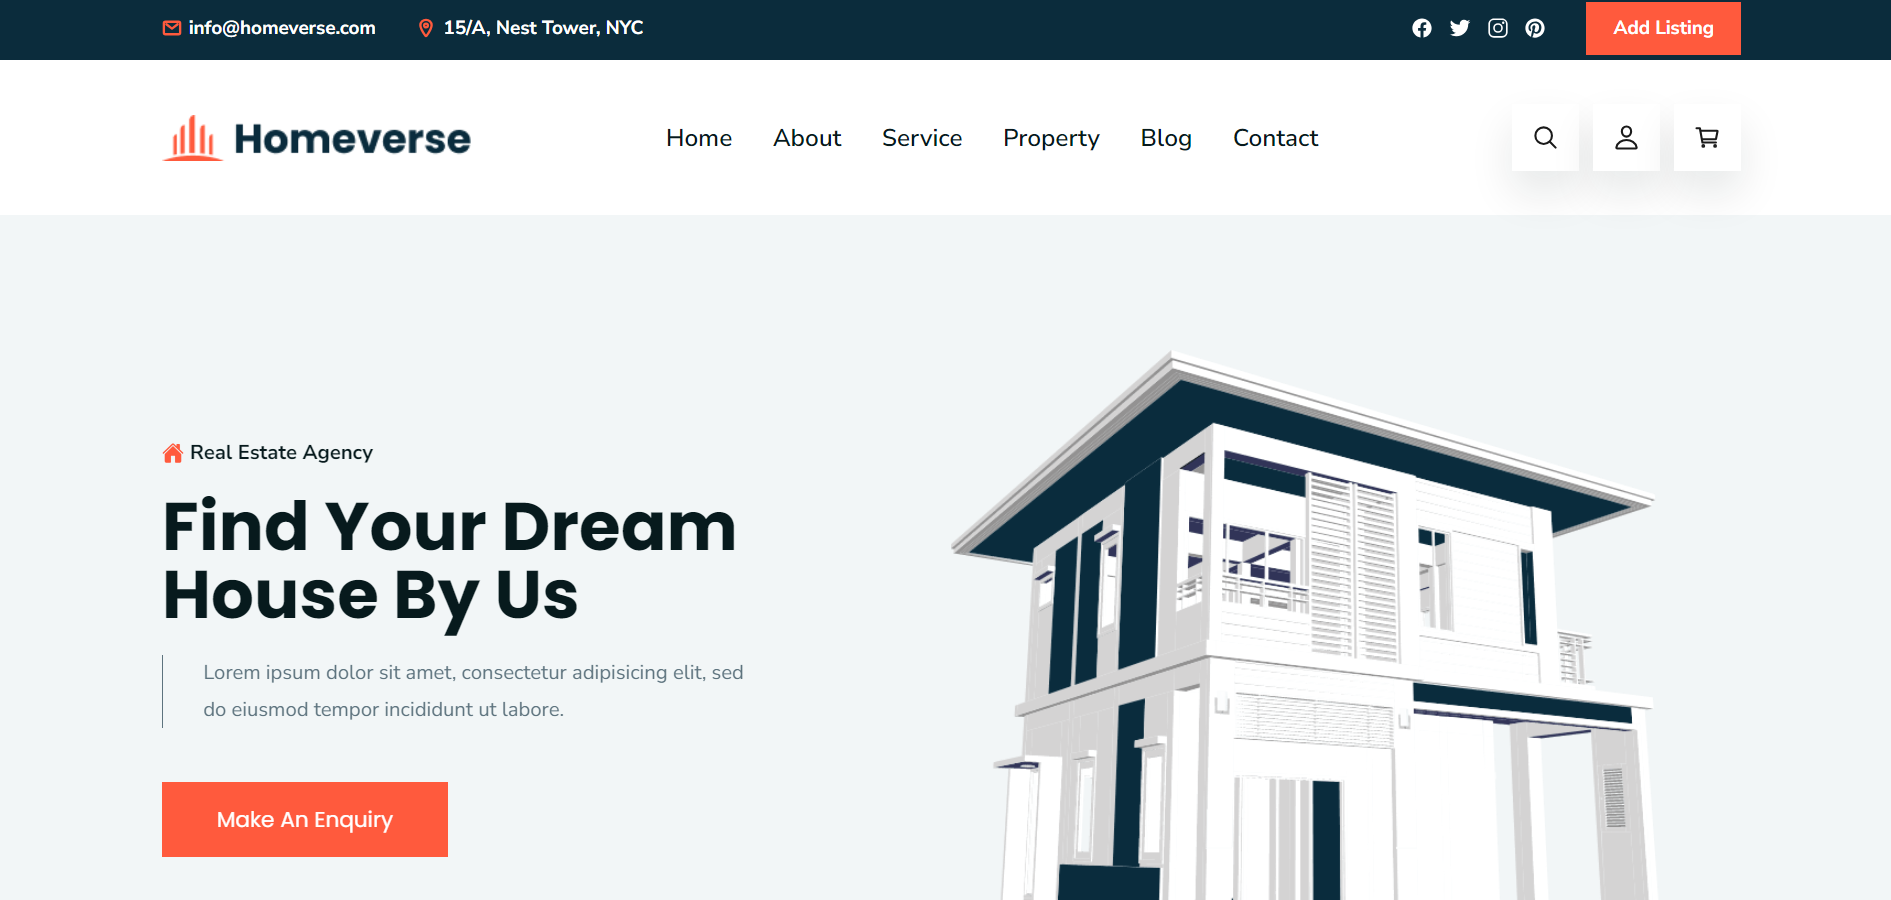 info@homeverse.com
15/A, Nest Tower, NYC
Add Listing
Homeverse
Home
About
Service
Property
Blog
Contact
Real Estate Agency
Find Your Dream
House By Us
Lorem ipsum dolor sit amet, consectetur adipisicing elit, sed
do eiusmod tempor incididunt ut labore.
Make An Enquiry